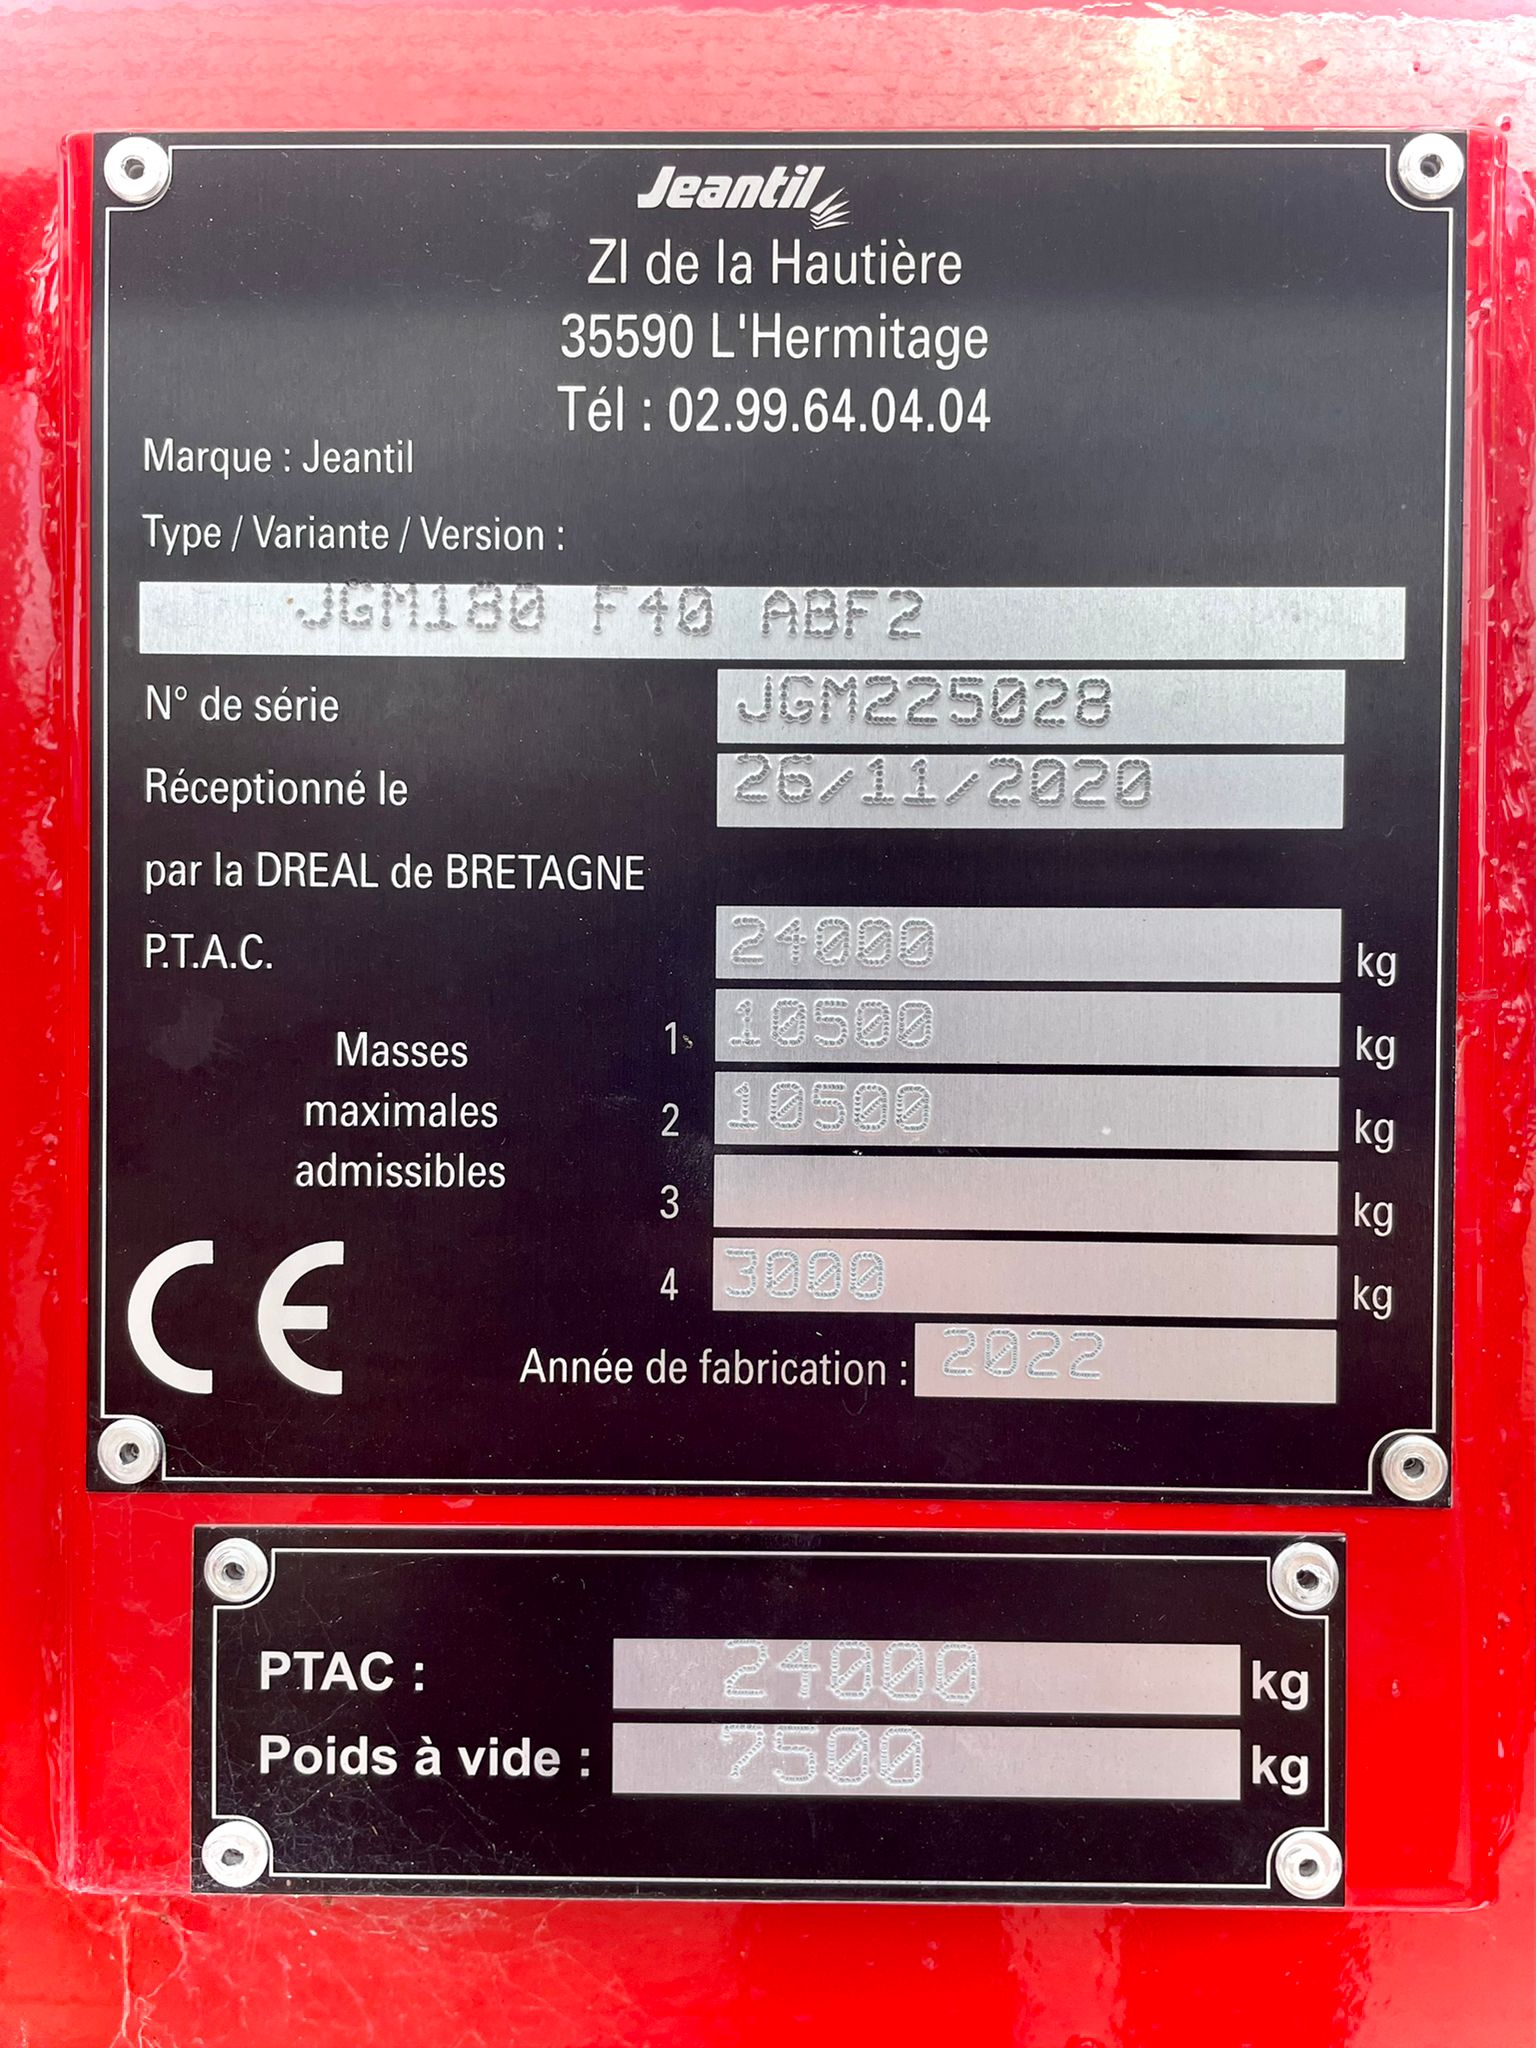 Jeantil
ZI de la Hautière
35590 L'Hermitage
Tél : 02.99.64.04.04
Marque : Jeantil
Type / Variante / Version :
JGM180 F40 ABF2
N° de série JGM225028
Réceptionné le 26/11/2020
par la DREAL de BRETAGNE
P.T.A.C. 24000 kg
Masses maximales admissibles
1 10500 kg
2 10500 kg
3 kg
4 3000 kg
CE
Année de fabrication : 2022
PTAC : 24000 kg
Poids à vide : 7500 kg